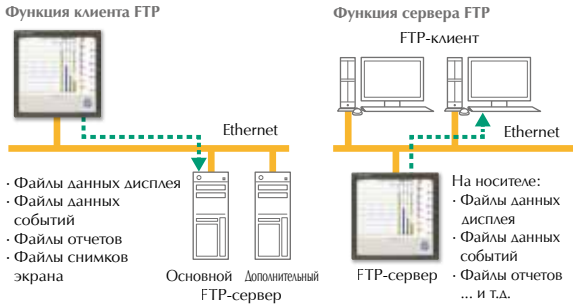 Функция клиента FTP
Ethernet
· Файлы данных дисплея
· Файлы данных
событий
· Файлы отчетов
· Файлы снимков
экрана
Основной Дополнительный
FTP-сервер
Функция сервера FTP
FTP-клиент
Ethernet
FTP-сервер
На носителе:
· Файлы данных
дисплея
· Файлы данных
событий
· Файлы отчетов
... и т.д.